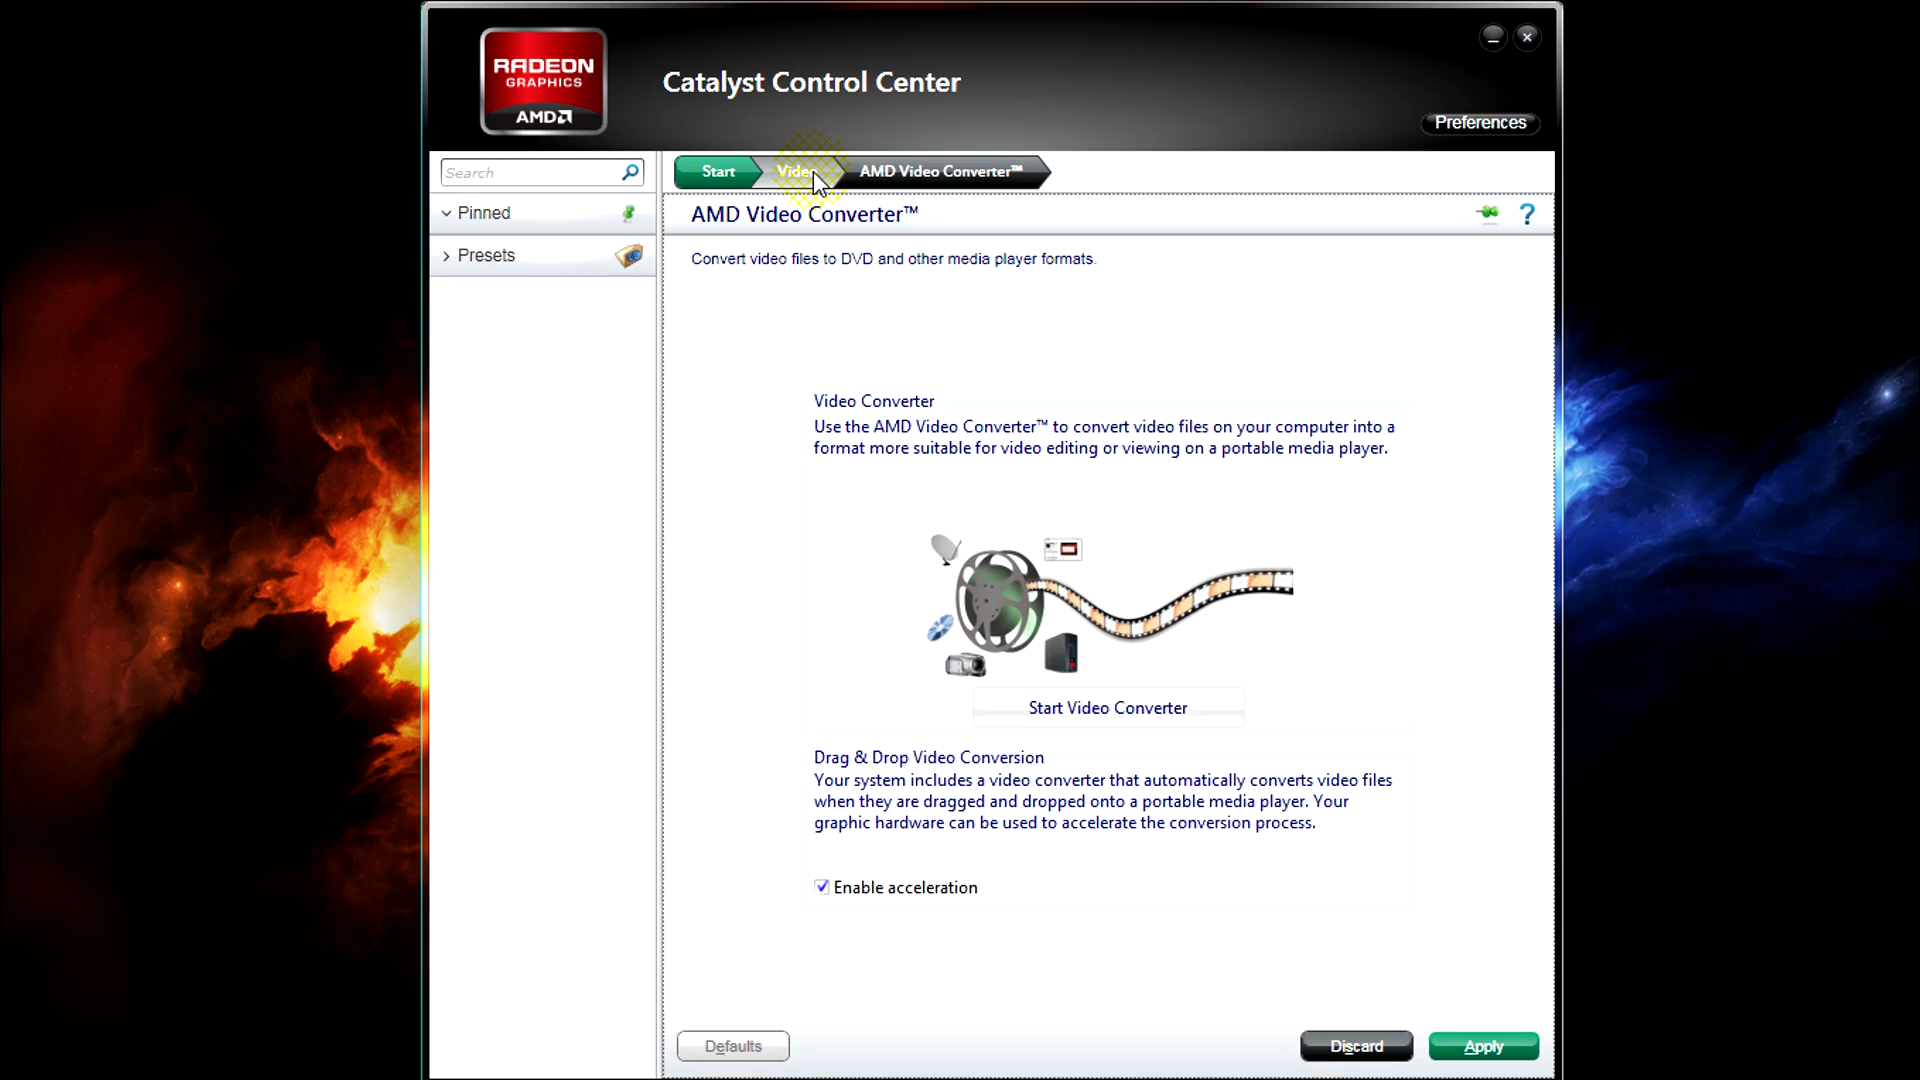 RADEON
GRAPHICS
AMD
Catalyst Control Center
Preferences
Search
Start
Video
AMD Video Converter™
Pinned
AMD Video Converter™
?
Presets
Convert video files to DVD and other media player formats.
Video Converter
Use the AMD Video Converter™ to convert video files on your computer into a
format more suitable for video editing or viewing on a portable media player.
Start Video Converter
Drag & Drop Video Conversion
Your system includes a video converter that automatically converts video files
when they are dragged and dropped onto a portable media player. Your
graphic hardware can be used to accelerate the conversion process.
Enable acceleration
Defaults
Discard
Apply